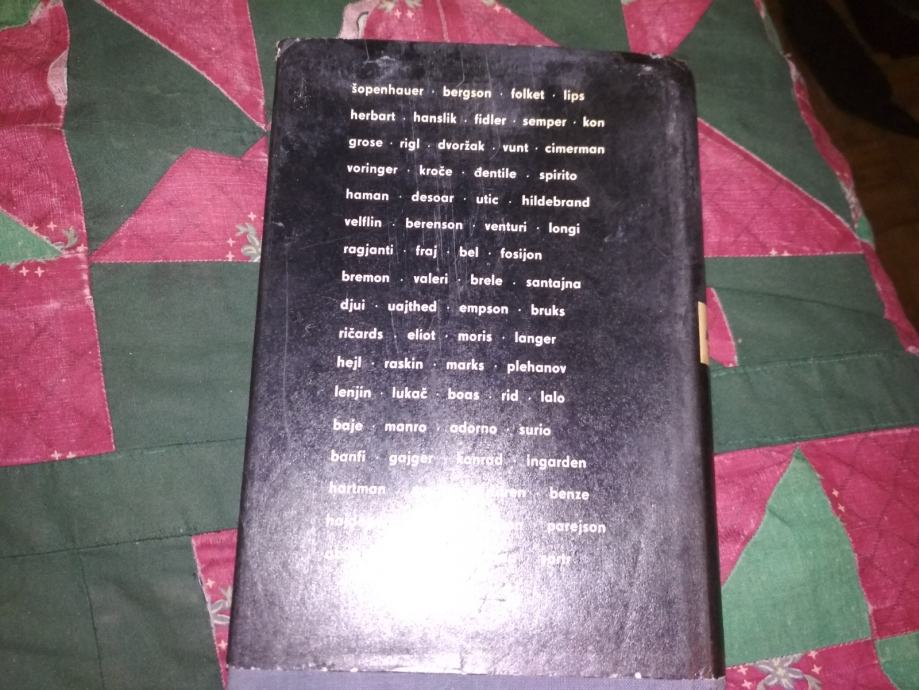 šopenhauer · bergson · folket · lips
herbart · hanslik · fidler · semper · kon
grose · rigl · dvoržak · vunt · cimerman
voringer · kroče · đentile · spirito
haman · desoar · utic · hildebrand
velflin · berenson · venturi · longi
ragjanti · fraj · bel · fosijon
bremon · valeri · brele · santajna
djui · uajthed · empson · bruks
ričards · eliot · moris · langer
hejl · raskin · marks · plehanov
lenjin · lukač · boas · rid · lalo
baje · manro · adorno · surio
banfi · gajger · konrad · ingarden
hartman · benze
parejson
sartr